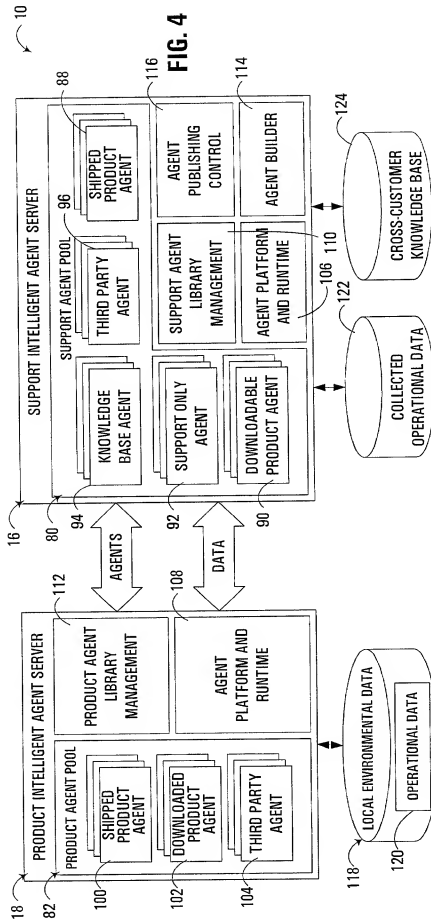 FIG. 4
10
16
SUPPORT INTELLIGENT AGENT SERVER
80
SUPPORT AGENT POOL
94
KNOWLEDGE
BASE AGENT
96
THIRD PARTY
AGENT
88
SHIPPED
PRODUCT
AGENT
92
SUPPORT ONLY
AGENT
90
DOWNLOADABLE
PRODUCT AGENT
SUPPORT AGENT
LIBRARY
MANAGEMENT
110
AGENT
PUBLISHING
CONTROL
116
AGENT PLATFORM
AND RUNTIME
106
AGENT BUILDER
114
COLLECTED
OPERATIONAL DATA
122
CROSS-CUSTOMER
KNOWLEDGE BASE
124
AGENTS
DATA
18
PRODUCT INTELLIGENT AGENT SERVER
82
PRODUCT AGENT POOL
100
SHIPPED
PRODUCT
AGENT
102
DOWNLOADED
PRODUCT
AGENT
104
THIRD PARTY
AGENT
112
PRODUCT AGENT
LIBRARY
MANAGEMENT
108
AGENT
PLATFORM AND
RUNTIME
118
LOCAL ENVIRONMENTAL DATA
120
OPERATIONAL DATA